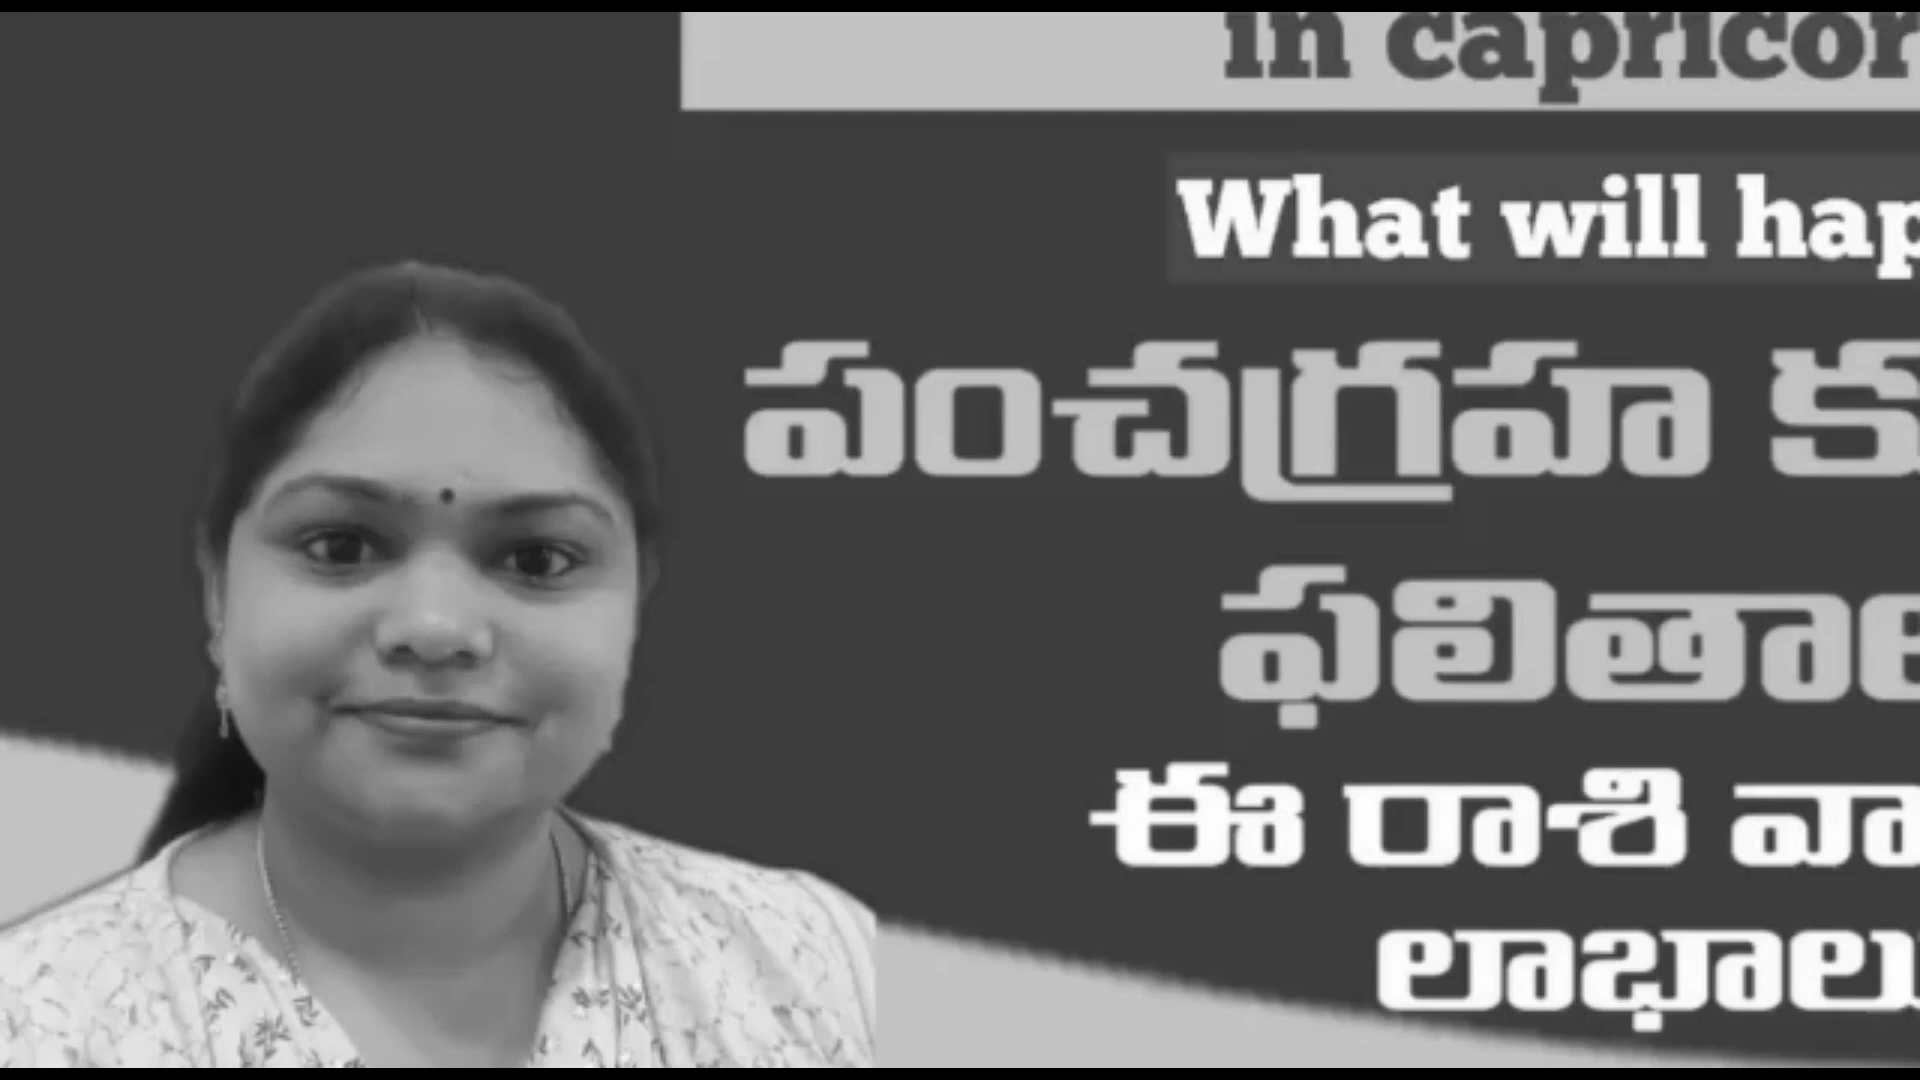 in capricor
What will hap
పంచగ్రహ కూ
ఫలితాల
ఈ రాశి వా
లాభాలు